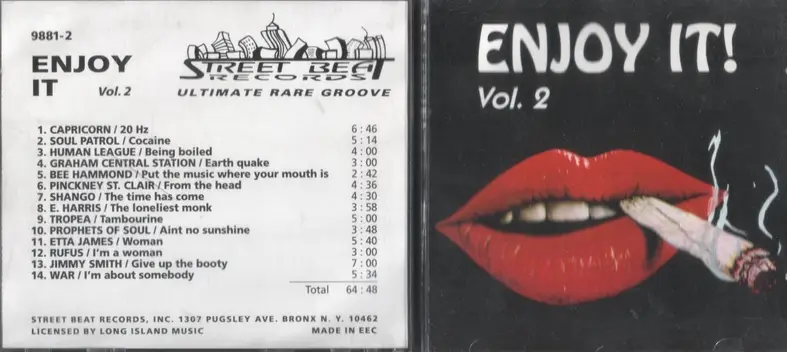 9881-2
ENJOY
IT Vol. 2
STREET BEAT
RECORDS
ULTIMATE RARE GROOVE
1. CAPRICORN / 20 Hz 6 : 46
2. SOUL PATROL / Cocaine 5 : 14
3. HUMAN LEAGUE / Being boiled 4 : 00
4. GRAHAM CENTRAL STATION / Earth quake 3 : 00
5. BEE HAMMOND / Put the music where your mouth is 2 : 42
6. PINCKNEY ST. CLAIR / From the head 4 : 36
7. SHANGO / The time has come 4 : 30
8. E. HARRIS / The loneliest monk 3 : 58
9. TROPEA / Tambourine 5 : 00
10. PROPHETS OF SOUL / Aint no sunshine 3 : 48
11. ETTA JAMES / Woman 5 : 40
12. RUFUS / I'm a woman 3 : 00
13. JIMMY SMITH / Give up the booty 7 : 00
14. WAR / I'm about somebody 5 : 34
Total 64 : 48
STREET BEAT RECORDS, INC. 1307 PUGSLEY AVE. BRONX N. Y. 10462
LICENSED BY LONG ISLAND MUSIC MADE IN EEC
ENJOY IT!
Vol. 2